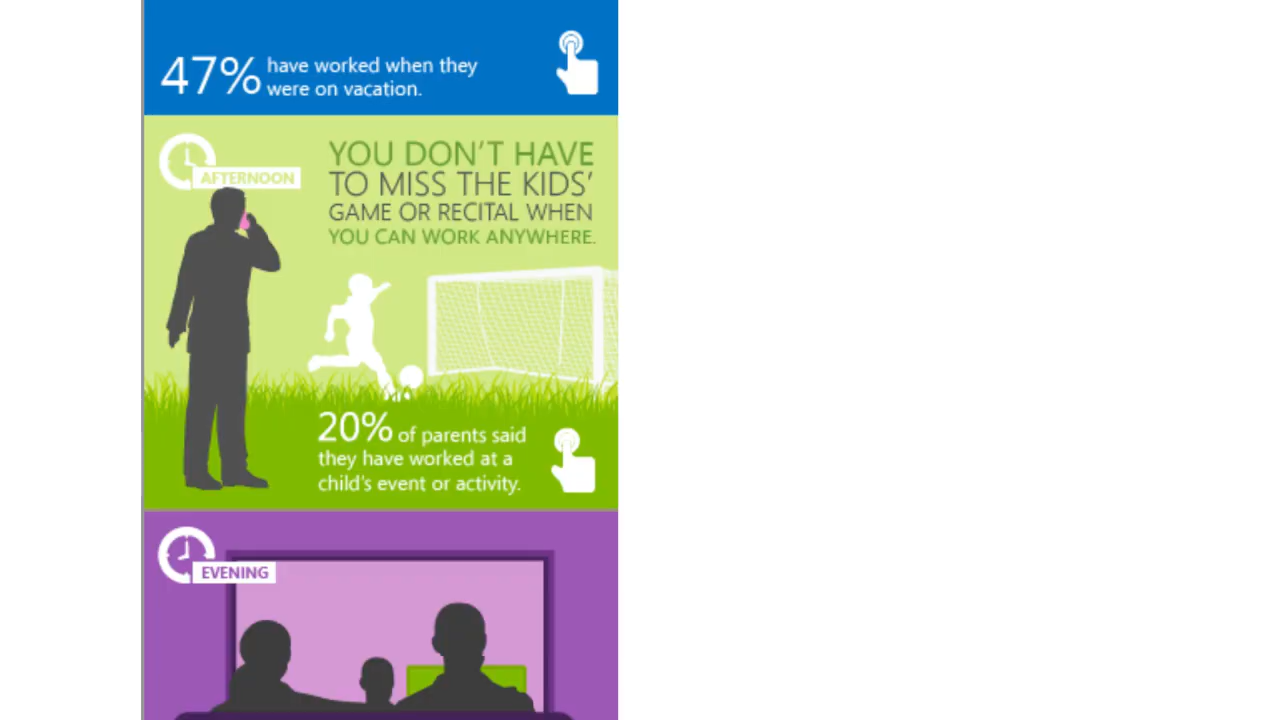 47% have worked when they
were on vacation.
AFTERNOON
YOU DON'T HAVE
TO MISS THE KIDS'
GAME OR RECITAL WHEN
YOU CAN WORK ANYWHERE.
20% of parents said
they have worked at a
child's event or activity.
EVENING